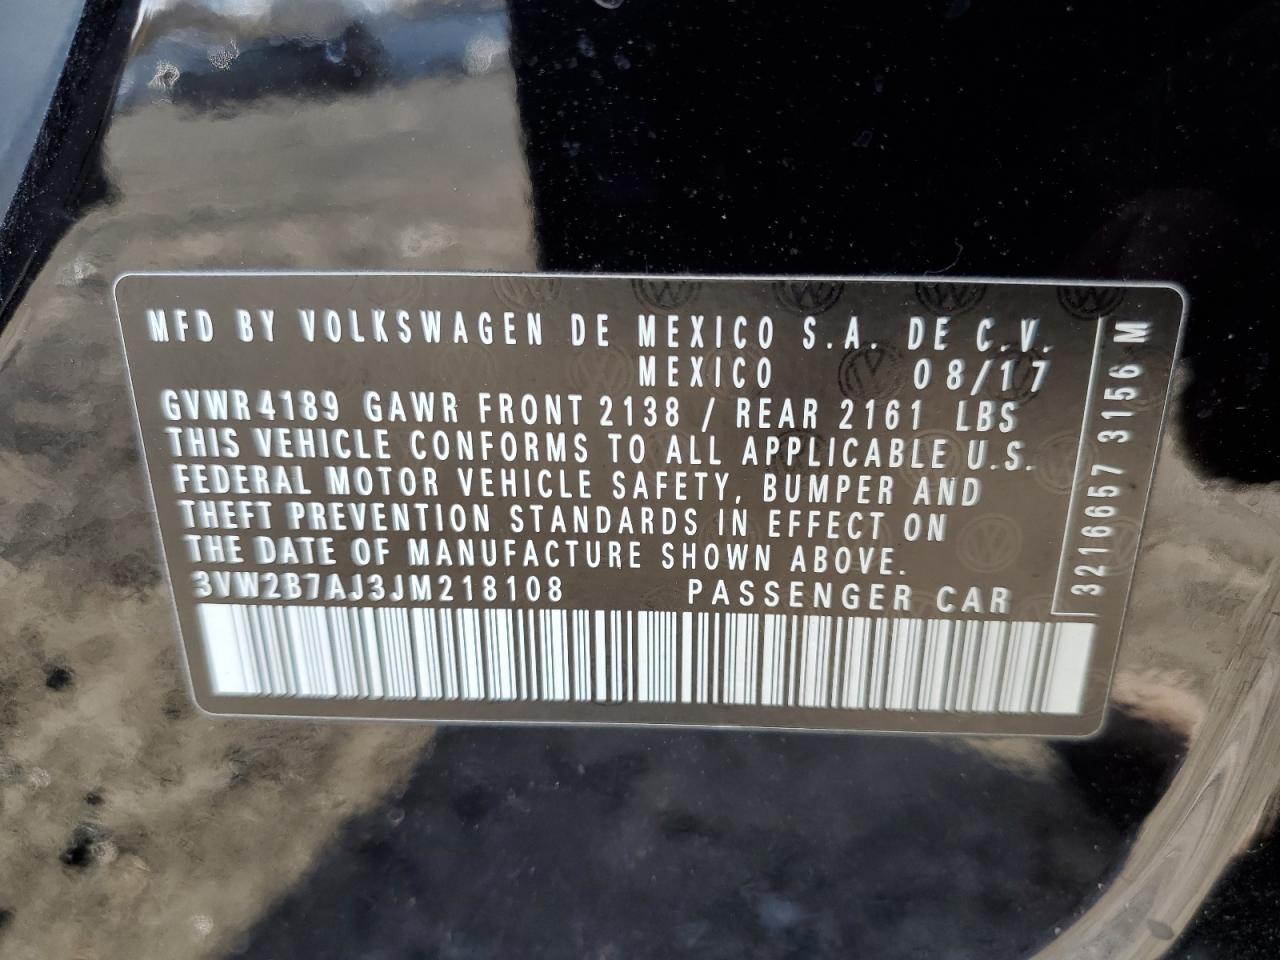 MFD BY VOLKSWAGEN DE MEXICO S.A. DE C.V.
MEXICO 08/17
GVWR 4189 GAWR FRONT 2138 / REAR 2161 LBS
THIS VEHICLE CONFORMS TO ALL APPLICABLE U.S.
FEDERAL MOTOR VEHICLE SAFETY, BUMPER AND
THEFT PREVENTION STANDARDS IN EFFECT ON
THE DATE OF MANUFACTURE SHOWN ABOVE.
3VW2B7AJ3JM218108 PASSENGER CAR
3216657 3156 M